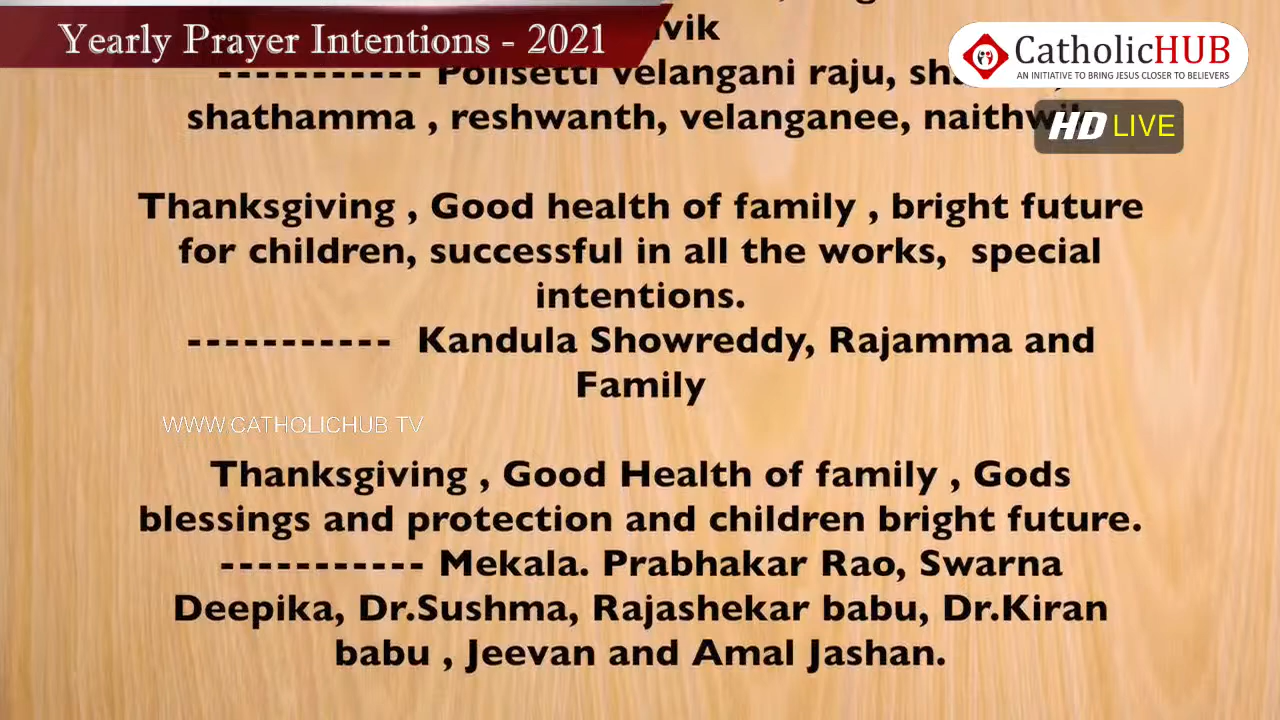 Yearly Prayer Intentions - 2021
CatholicHUB
AN INITIATIVE TO BRING JESUS CLOSER TO BELIEVERS
HD LIVE
----------- Polisetti velangani raju,
shathamma , reshwanth, velanganee, naithwik
Thanksgiving , Good health of family , bright future
for children, successful in all the works,  special
intentions.
-----------  Kandula Showreddy, Rajamma and
Family
WWW.CATHOLICHUB.TV
Thanksgiving , Good Health of family , Gods
blessings and protection and children bright future.
----------- Mekala. Prabhakar Rao, Swarna
Deepika, Dr.Sushma, Rajashekar babu, Dr.Kiran
babu , Jeevan and Amal Jashan.